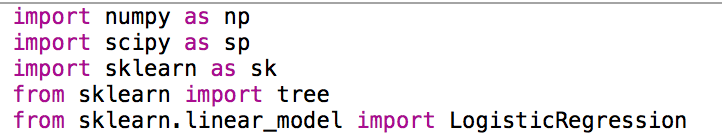 import numpy as np
import scipy as sp
import sklearn as sk
from sklearn import tree
from sklearn.linear_model import LogisticRegression